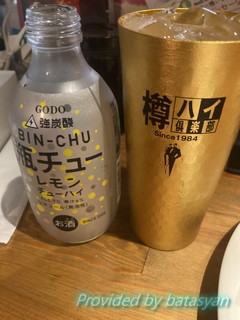 GODO
強炭酸
BIN-CHU
瓶チュー
レモン
チューハイ
お酒
樽ハイ
倶楽部
Since1984
Provided by batasyan